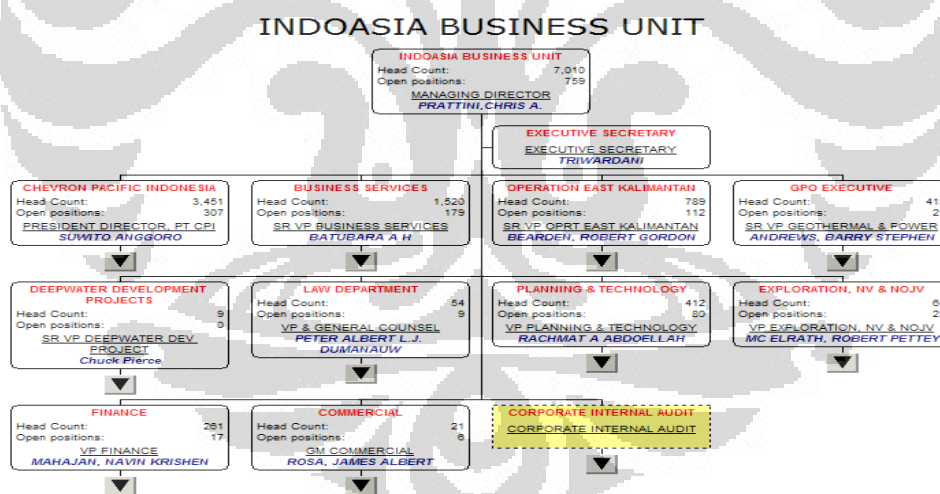 INDOASIA BUSINESS UNIT
INDOASIA BUSINESS UNIT
Head Count: 7,010
Open positions: 759
MANAGING DIRECTOR
PRATTINI,CHRIS A.
EXECUTIVE SECRETARY
EXECUTIVE SECRETARY
TRIWARDANI
CHEVRON PACIFIC INDONESIA
Head Count: 3,451
Open positions: 307
PRESIDENT DIRECTOR, PT CPI
SUWITO ANGGORO
BUSINESS SERVICES
Head Count: 1,520
Open positions: 179
SR VP BUSINESS SERVICES
BATUBARA A H
OPERATION EAST KALIMANTAN
Head Count: 789
Open positions: 112
SR VP OPRT EAST KALIMANTAN
BEARDEN, ROBERT GORDON
GPO EXECUTIVE
Head Count:
Open positions:
SR VP GEOTHERMAL & POWER
ANDREWS, BARRY STEPHEN
DEEPWATER DEVELOPMENT
PROJECTS
Head Count: 9
Open positions: 0
SR VP DEEPWATER DEV
PROJECT
Chuck Pierce
LAW DEPARTMENT
Head Count: 54
Open positions: 9
VP & GENERAL COUNSEL
PETER ALBERT L.J.
DUMANAUW
PLANNING & TECHNOLOGY
Head Count: 412
Open positions: 80
VP PLANNING & TECHNOLOGY
RACHMAT A ABDOELLAH
EXPLORATION, NV & NOJV
Head Count:
Open positions:
VP EXPLORATION, NV & NOJV
MC ELRATH, ROBERT PETTEY
FINANCE
Head Count: 261
Open positions: 17
VP FINANCE
MAHAJAN, NAVIN KRISHEN
COMMERCIAL
Head Count: 21
Open positions: 6
GM COMMERCIAL
ROSA, JAMES ALBERT
CORPORATE INTERNAL AUDIT
CORPORATE INTERNAL AUDIT